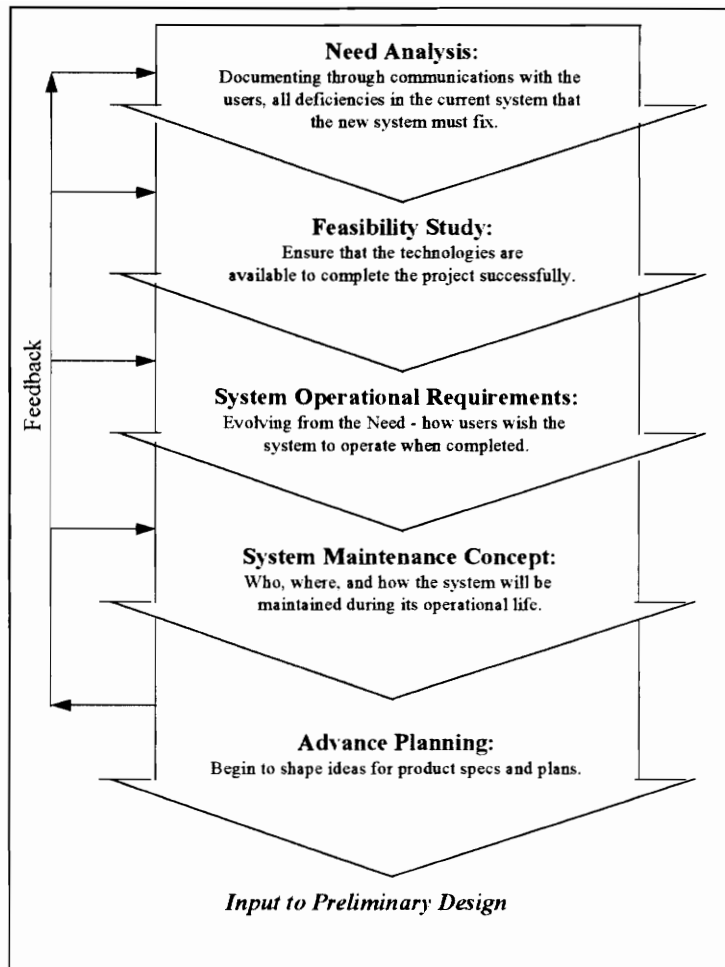 Need Analysis:
Documenting through communications with the
users, all deficiencies in the current system that
the new system must fix.
Feasibility Study:
Ensure that the technologies are
available to complete the project successfully.
Feedback
System Operational Requirements:
Evolving from the Need - how users wish the
system to operate when completed.
System Maintenance Concept:
Who, where, and how the system will be
maintained during its operational life.
Advance Planning:
Begin to shape ideas for product specs and plans.
Input to Preliminary Design